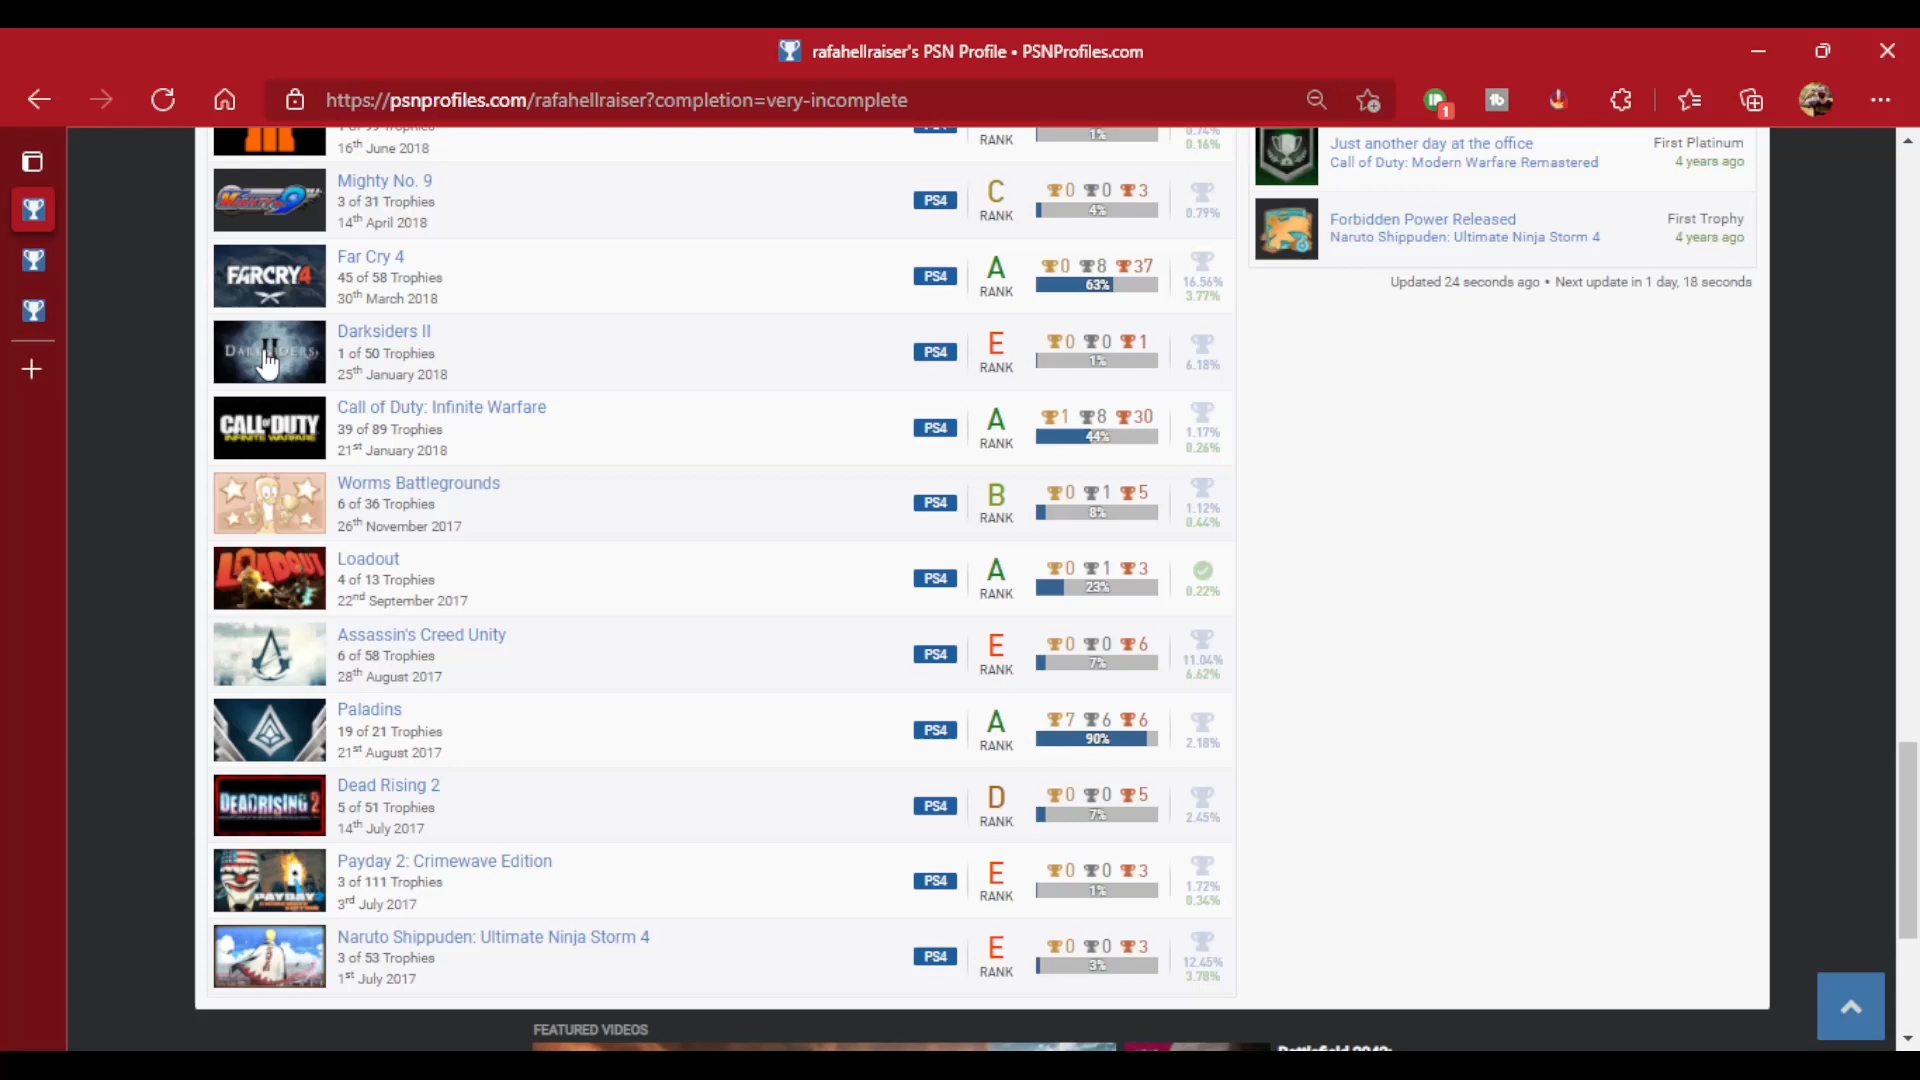 rafahellraiser's PSN Profile • PSNProfiles.com
https://psnprofiles.com/rafahellraiser?completion=very-incomplete
1
16th June 2018
RANK
1%
0.16%
Mighty No. 9
3 of 31 Trophies
14th April 2018
PS4
C
RANK
0 0 3
4%
0.79%
FARCRY4
Far Cry 4
45 of 58 Trophies
30th March 2018
PS4
A
RANK
0 8 37
63%
16.56%
3.77%
Darksiders II
1 of 50 Trophies
25th January 2018
PS4
E
RANK
0 0 1
1%
6.18%
CALL OF DUTY
INFINITE WARFARE
Call of Duty: Infinite Warfare
39 of 89 Trophies
21st January 2018
PS4
A
RANK
1 8 30
44%
1.17%
0.26%
Worms Battlegrounds
6 of 36 Trophies
26th November 2017
PS4
B
RANK
0 1 5
8%
1.12%
0.44%
LOADOUT
Loadout
4 of 13 Trophies
22nd September 2017
PS4
A
RANK
0 1 3
23%
0.22%
Assassin's Creed Unity
6 of 58 Trophies
28th August 2017
PS4
E
RANK
0 0 6
7%
11.04%
6.62%
Paladins
19 of 21 Trophies
21st August 2017
PS4
A
RANK
7 6 6
90%
2.18%
DEADRISING 2
Dead Rising 2
5 of 51 Trophies
14th July 2017
PS4
D
RANK
0 0 5
7%
2.45%
PAYDAY 2
Payday 2: Crimewave Edition
3 of 111 Trophies
3rd July 2017
PS4
E
RANK
0 0 3
1%
1.72%
0.34%
Naruto Shippuden: Ultimate Ninja Storm 4
3 of 53 Trophies
1st July 2017
PS4
E
RANK
0 0 3
3%
12.45%
3.78%
Just another day at the office
Call of Duty: Modern Warfare Remastered
First Platinum
4 years ago
Forbidden Power Released
Naruto Shippuden: Ultimate Ninja Storm 4
First Trophy
4 years ago
Updated 24 seconds ago • Next update in 1 day, 18 seconds
FEATURED VIDEOS